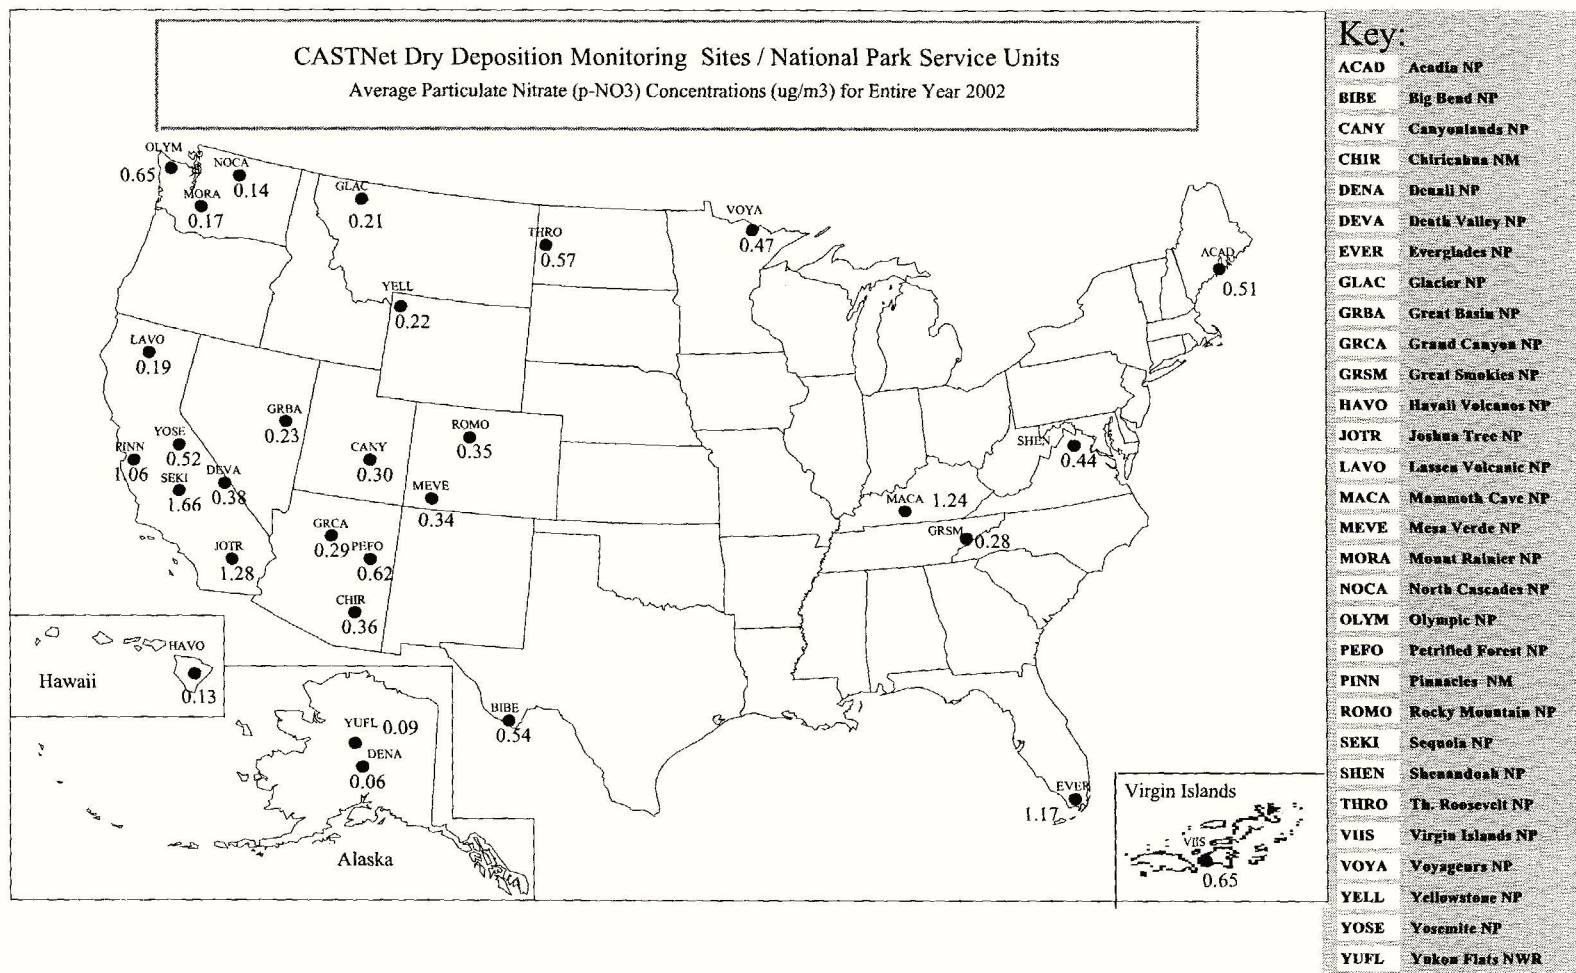 CASTNet Dry Deposition Monitoring Sites / National Park Service Units
Average Particulate Nitrate (p-NO3) Concentrations (ug/m3) for Entire Year 2002
OLYM
0.65
NOCA
0.14
MORA
0.17
GLAC
0.21
THRO
0.57
VOYA
0.47
ACAD
0.51
YELL
0.22
LAVO
0.19
GRBA
0.23
YOSE
0.52
PINN
1.06
SEKI
1.66
DEVA
0.38
CANY
0.30
ROMO
0.35
MEVE
0.34
SHEN
0.44
MACA 1.24
GRSM
0.28
JOTR
1.28
GRCA
0.29
PEFO
0.62
CHIR
0.36
HAVO
Hawaii
0.13
YUFL 0.09
DENA
0.06
Alaska
BIBE
0.54
EVER
1.17
Virgin Islands
VIIS
0.65
Key:
ACAD Acadia NP
BIBE Big Bend NP
CANY Canyonlands NP
CHIR Chiricahua NM
DENA Denali NP
DEVA Death Valley NP
EVER Everglades NP
GLAC Glacier NP
GRBA Great Basin NP
GRCA Grand Canyon NP
GRSM Great Smokies NP
HAVO Havaii Volcanos NP
JOTR Joshua Tree NP
LAVO Lassen Volcanic NP
MACA Mammoth Cave NP
MEVE Mesa Verde NP
MORA Mount Rainier NP
NOCA North Cascades NP
OLYM Olympic NP
PEFO Petrified Forest NP
PINN Pinnacles NM
ROMO Rocky Mountain NP
SEKI Sequoia NP
SHEN Shenandoah NP
THRO Th. Roosevelt NP
VIIS Virgin Islands NP
VOYA Voyageurs NP
YELL Yellowstone NP
YOSE Yosemite NP
YUFL Yukon Flats NWR